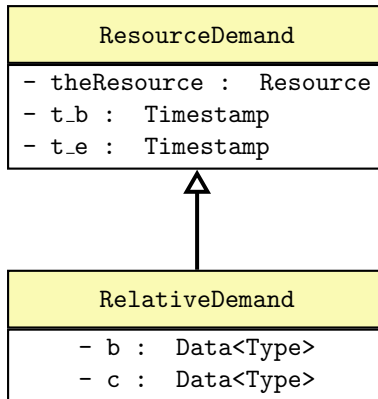 ResourceDemand
- theResource : Resource
- t_b : Timestamp
- t_e : Timestamp
RelativeDemand
- b : Data<Type>
- c : Data<Type>